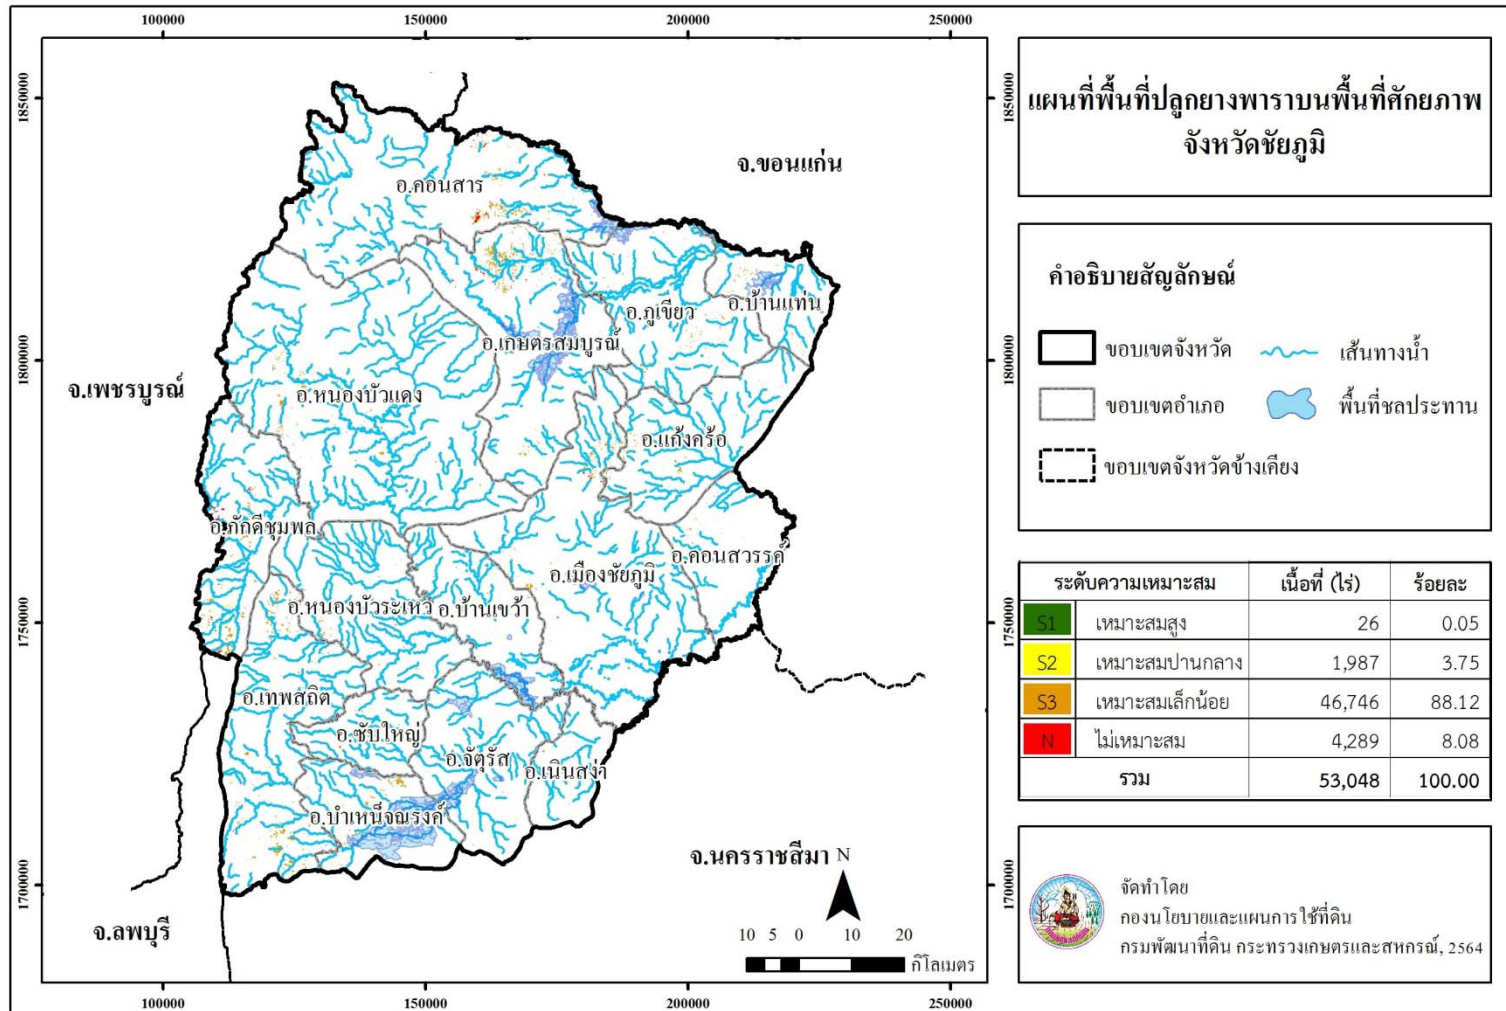 100000 150000 200000 250000
แผนที่พื้นที่ปลูกยางพาราบนพื้นที่ศักยภาพ
จังหวัดชัยภูมิ
1850000
1850000
จ.ขอนแก่น
อ.คอนสาร
คำอธิบายสัญลักษณ์
ขอบเขตจังหวัด
เส้นทางน้ำ
ขอบเขตอำเภอ
พื้นที่ชลประทาน
ขอบเขตจังหวัดข้างเคียง
อ.บ้านแท่น
อ.ภูเขียว
อ.เกษตรสมบูรณ์
1800000
1800000
จ.เพชรบูรณ์
อ.หนองบัวแดง
อ.แก้งคร้อ
อ.ภักดีชุมพล
อ.คอนสวรรค์
อ.เมืองชัยภูมิ
อ.หนองบัวระเหว
อ.บ้านเขว้า
1750000
1750000
อ.เทพสถิต
อ.ซับใหญ่
อ.จัตุรัส
อ.เนินสง่า
อ.บำเหน็จณรงค์
ระดับความเหมาะสม เนื้อที่ (ไร่) ร้อยละ
S1 เหมาะสมสูง 26 0.05
S2 เหมาะสมปานกลาง 1,987 3.75
S3 เหมาะสมเล็กน้อย 46,746 88.12
N ไม่เหมาะสม 4,289 8.08
รวม 53,048 100.00
จ.นครราชสีมา
N
1700000
1700000
จ.ลพบุรี
10 5 0 10 20
กิโลเมตร
จัดทำโดย
กองนโยบายและแผนการใช้ที่ดิน
กรมพัฒนาที่ดิน กระทรวงเกษตรและสหกรณ์, 2564
100000 150000 200000 250000